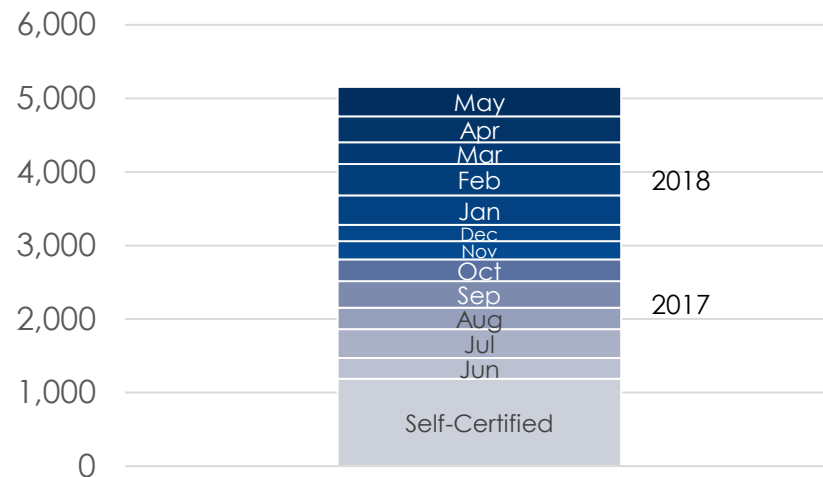 6,000
5,000
4,000
3,000
2,000
1,000
0
May
Apr
Mar
Feb
Jan
Dec
Nov
Oct
Sep
Aug
Jul
Jun
Self-Certified
2018
2017